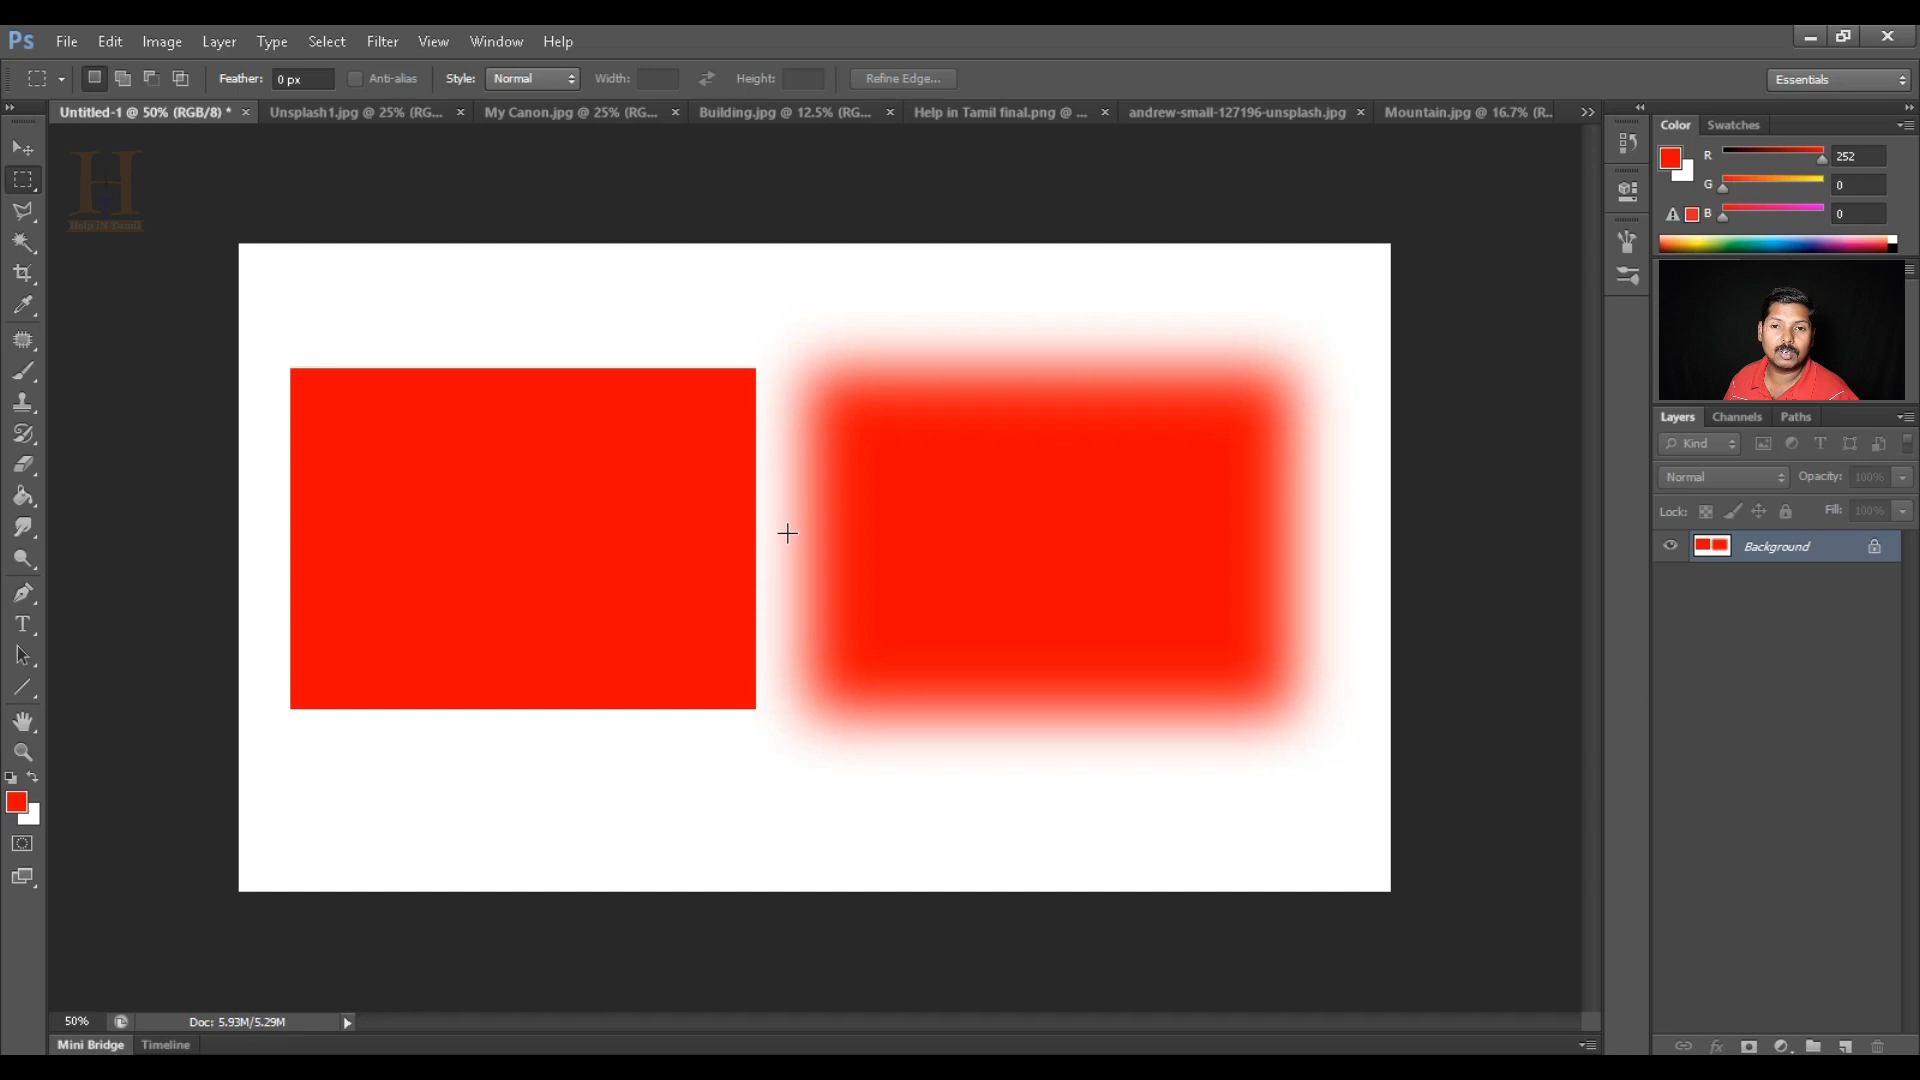 Ps File Edit Image Layer Type Select Filter View Window Help
Feather: 0 px Anti-alias Style: Normal Width: Height: Refine Edge... Essentials
Untitled-1 @ 50% (RGB/8) * × Unsplash1.jpg @ 25% (RG... × My Canon.jpg @ 25% (RG... × Building.jpg @ 12.5% (RG... × Help in Tamil final.png @ ... × andrew-small-127196-unsplash.jpg × Mountain.jpg @ 16.7% (R...
Color Swatches
R 252
G 0
B 0
H
Help IN Tamil
Layers Channels Paths
Kind
Normal Opacity: 100%
Lock: Fill: 100%
Background
50% Doc: 5.93M/5.29M
Mini Bridge Timeline